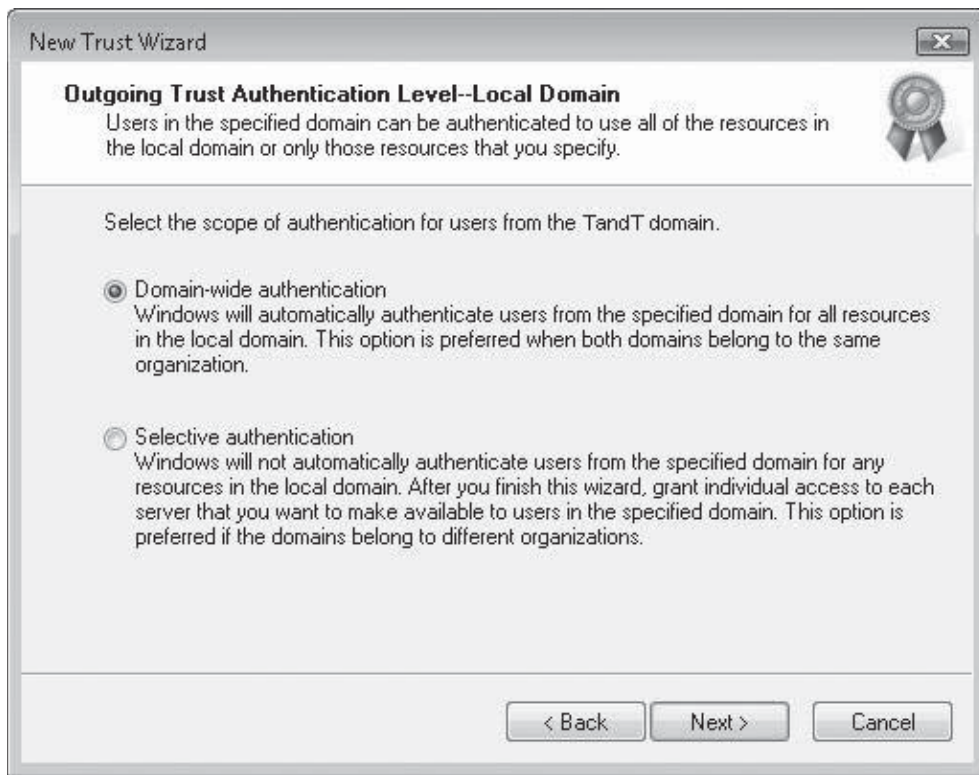 New Trust Wizard
Outgoing Trust Authentication Level--Local Domain
Users in the specified domain can be authenticated to use all of the resources in
the local domain or only those resources that you specify.
Select the scope of authentication for users from the TandT domain.
Domain-wide authentication
Windows will automatically authenticate users from the specified domain for all resources
in the local domain. This option is preferred when both domains belong to the same
organization.
Selective authentication
Windows will not automatically authenticate users from the specified domain for any
resources in the local domain. After you finish this wizard, grant individual access to each
server that you want to make available to users in the specified domain. This option is
preferred if the domains belong to different organizations.
< Back Next > Cancel